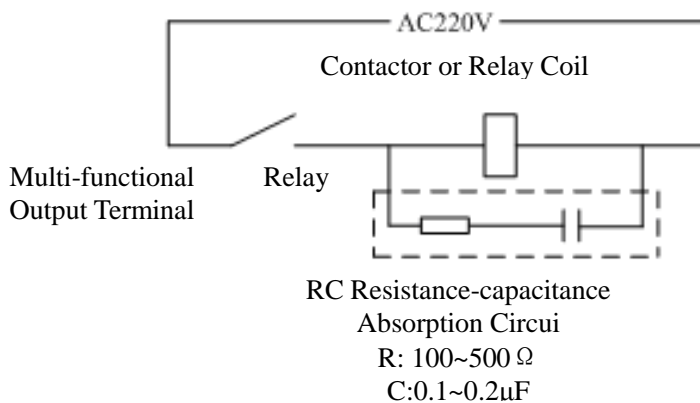 AC220V
Contactor or Relay Coil
Multi-functional
Output Terminal
Relay
RC Resistance-capacitance
Absorption Circui
R: 100~500 Ω
C:0.1~0.2μF